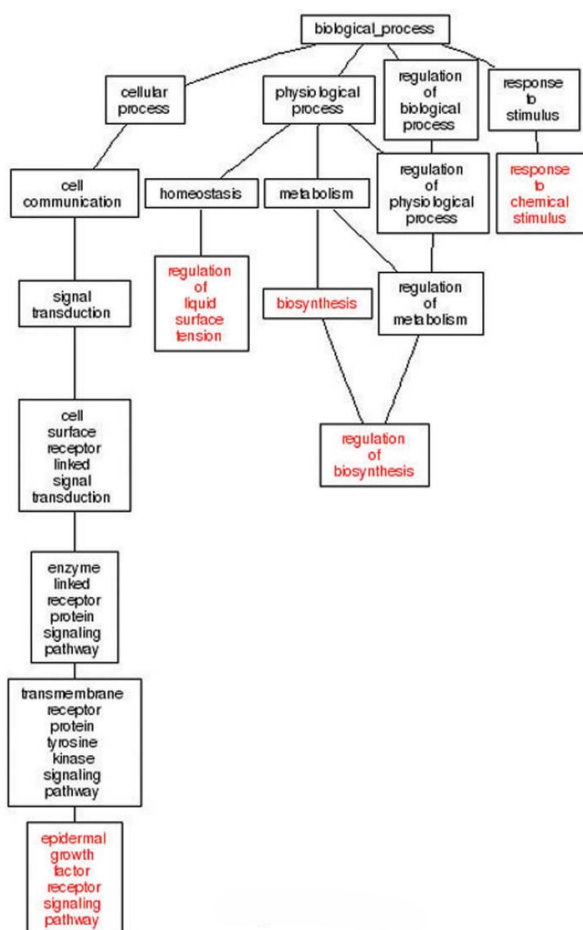 biological_process
cellular
process
physiological
process
regulation
of
biological
process
response
to
stimulus
cell
communication
homeostasis
metabolism
regulation
of
physiological
process
response
to
chemical
stimulus
signal
transduction
regulation
of
liquid
surface
tension
biosynthesis
regulation
of
metabolism
cell
surface
receptor
linked
signal
transduction
regulation
of
biosynthesis
enzyme
linked
receptor
protein
signaling
pathway
transmembrane
receptor
protein
tyrosine
kinase
signaling
pathway
epidermal
growth
factor
receptor
signaling
pathway